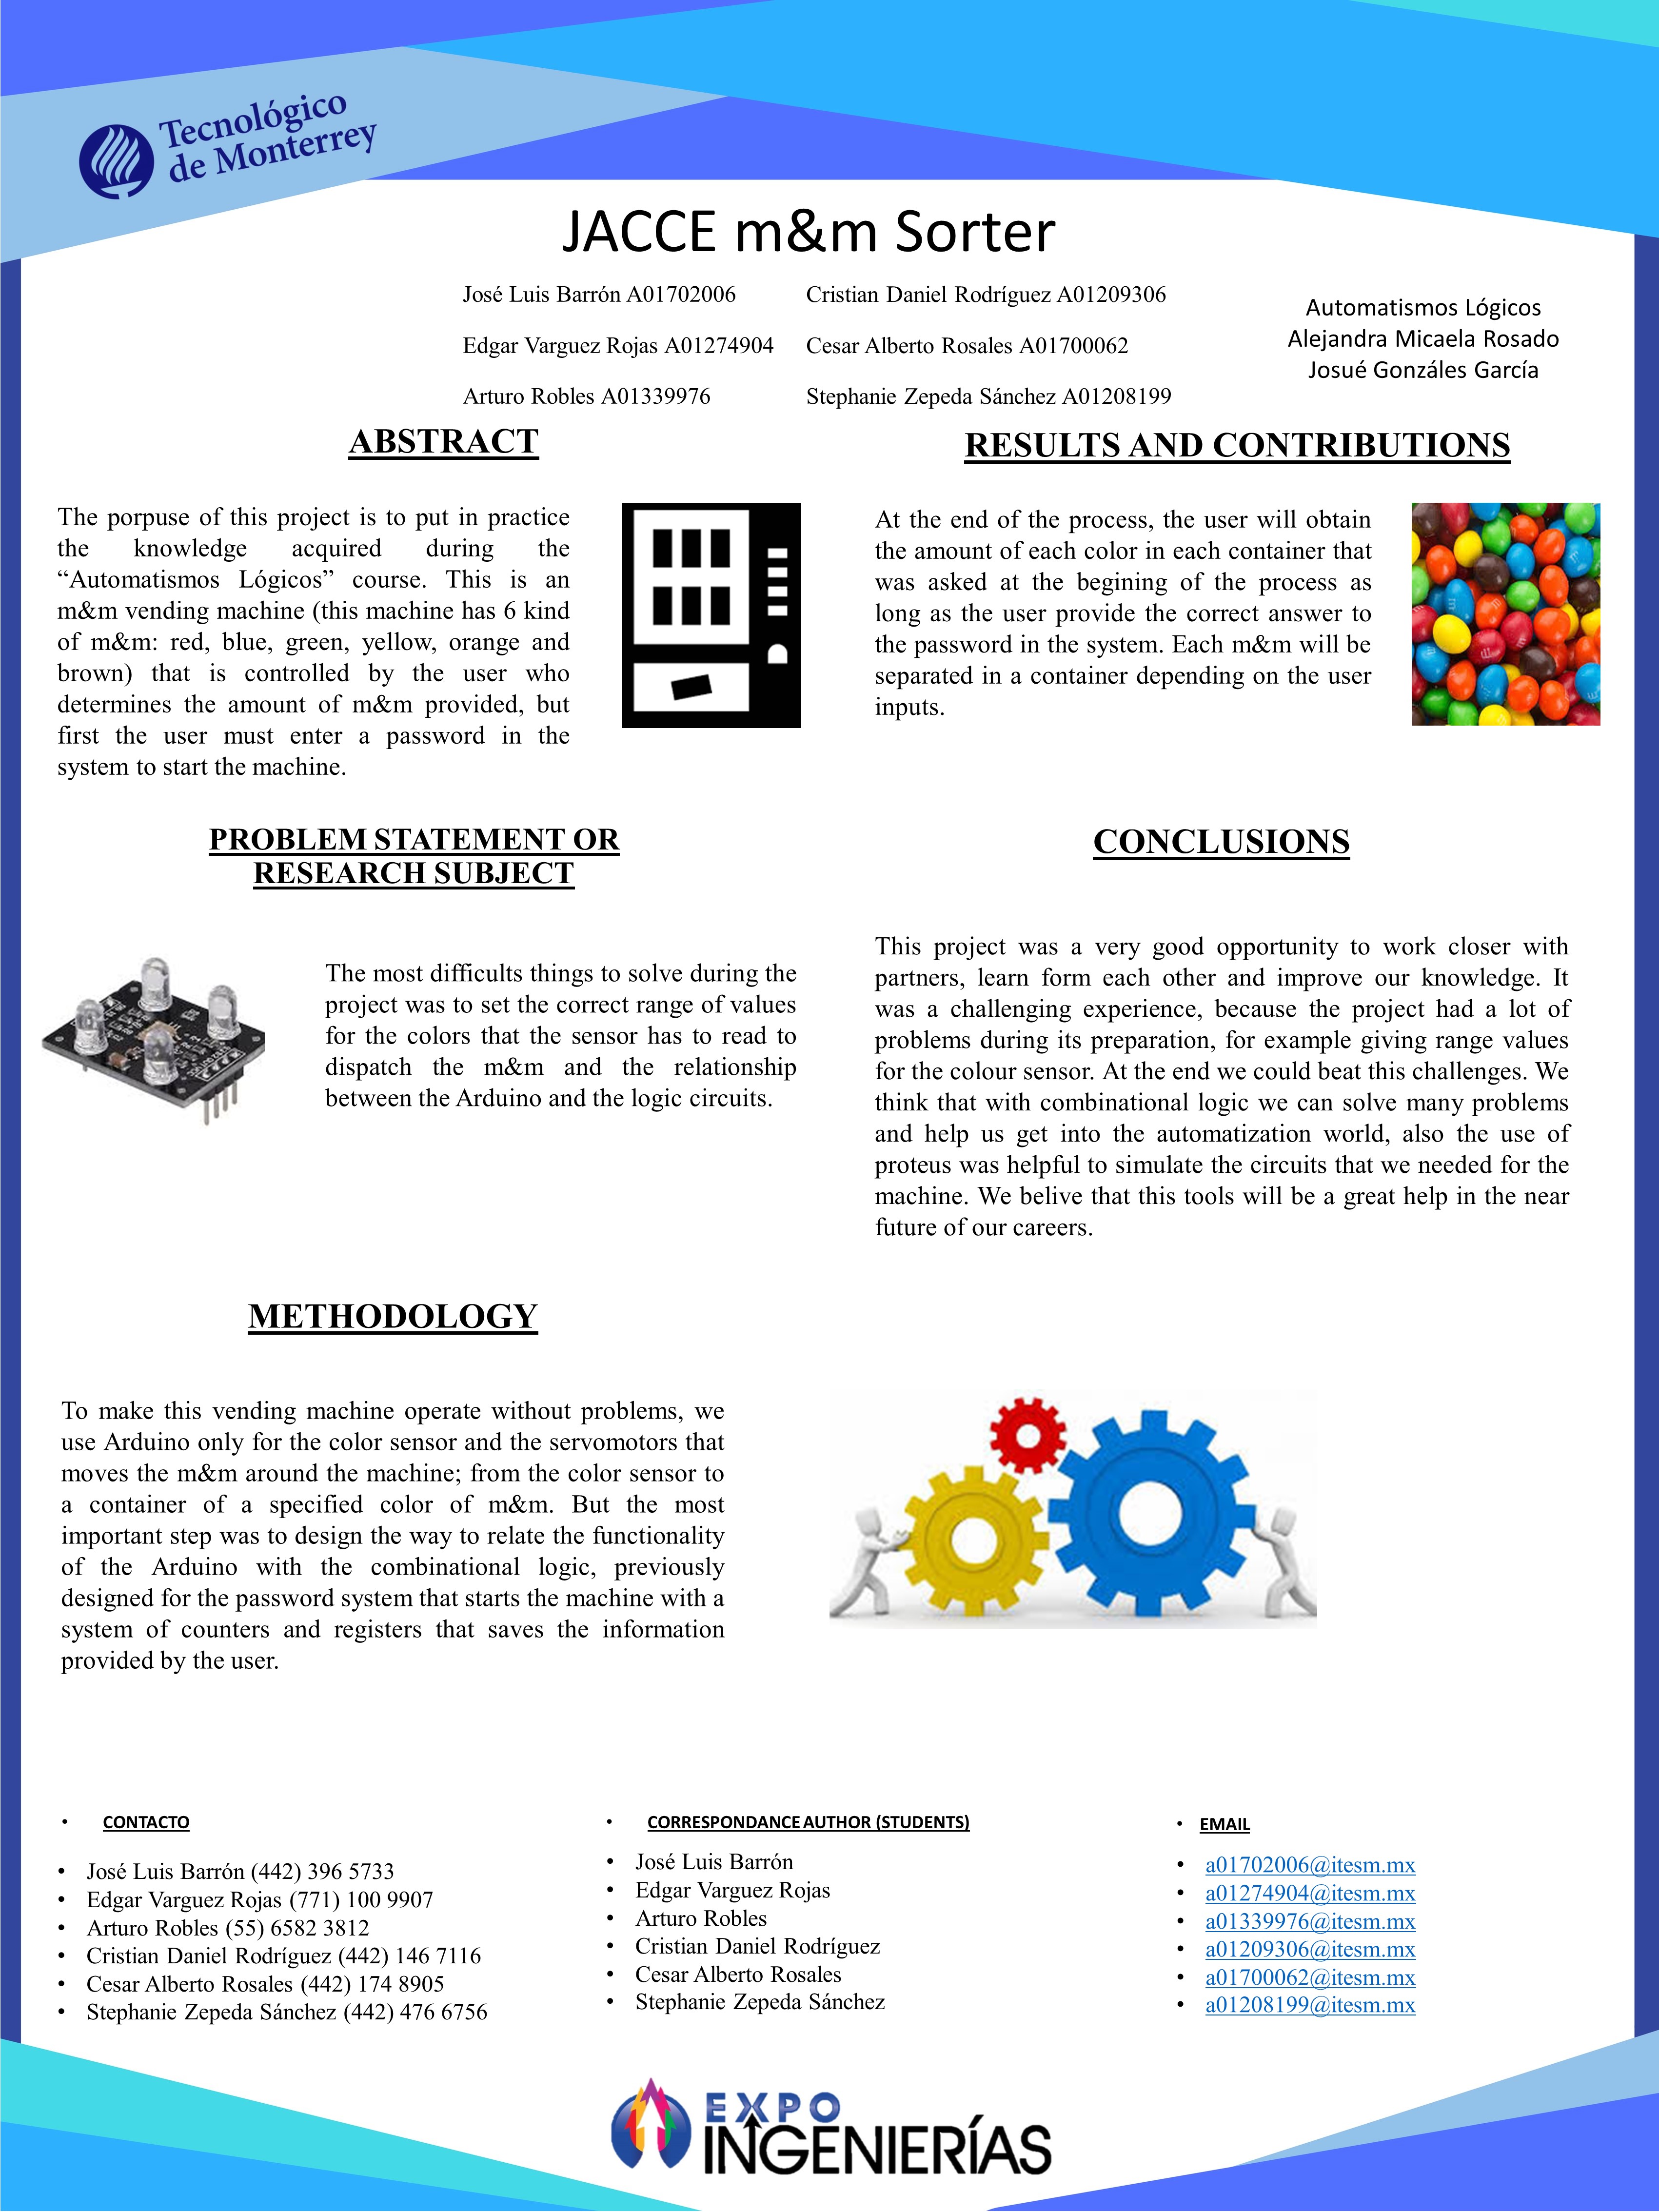 Tecnológico
de Monterrey
JACCE m&m Sorter
José Luis Barrón A01702006
Cristian Daniel Rodríguez A01209306
Edgar Varguez Rojas A01274904
Cesar Alberto Rosales A01700062
Arturo Robles A01339976
Stephanie Zepeda Sánchez A01208199
Automatismos Lógicos
Alejandra Micaela Rosado
Josué Gonzáles García
ABSTRACT
The porpuse of this project is to put in practice
the knowledge acquired during the
“Automatismos Lógicos” course. This is an
m&m vending machine (this machine has 6 kind
of m&m: red, blue, green, yellow, orange and
brown) that is controlled by the user who
determines the amount of m&m provided, but
first the user must enter a password in the
system to start the machine.
PROBLEM STATEMENT OR
RESEARCH SUBJECT
The most difficults things to solve during the
project was to set the correct range of values
for the colors that the sensor has to read to
dispatch the m&m and the relationship
between the Arduino and the logic circuits.
METHODOLOGY
To make this vending machine operate without problems, we
use Arduino only for the color sensor and the servomotors that
moves the m&m around the machine; from the color sensor to
a container of a specified color of m&m. But the most
important step was to design the way to relate the functionality
of the Arduino with the combinational logic, previously
designed for the password system that starts the machine with a
system of counters and registers that saves the information
provided by the user.
RESULTS AND CONTRIBUTIONS
At the end of the process, the user will obtain
the amount of each color in each container that
was asked at the begining of the process as
long as the user provide the correct answer to
the password in the system. Each m&m will be
separated in a container depending on the user
inputs.
CONCLUSIONS
This project was a very good opportunity to work closer with
partners, learn form each other and improve our knowledge. It
was a challenging experience, because the project had a lot of
problems during its preparation, for example giving range values
for the colour sensor. At the end we could beat this challenges. We
think that with combinational logic we can solve many problems
and help us get into the automatization world, also the use of
proteus was helpful to simulate the circuits that we needed for the
machine. We belive that this tools will be a great help in the near
future of our careers.
• CONTACTO
• José Luis Barrón (442) 396 5733
• Edgar Varguez Rojas (771) 100 9907
• Arturo Robles (55) 6582 3812
• Cristian Daniel Rodríguez (442) 146 7116
• Cesar Alberto Rosales (442) 174 8905
• Stephanie Zepeda Sánchez (442) 476 6756
• CORRESPONDANCE AUTHOR (STUDENTS)
• José Luis Barrón
• Edgar Varguez Rojas
• Arturo Robles
• Cristian Daniel Rodríguez
• Cesar Alberto Rosales
• Stephanie Zepeda Sánchez
• EMAIL
• a01702006@itesm.mx
• a01274904@itesm.mx
• a01339976@itesm.mx
• a01209306@itesm.mx
• a01700062@itesm.mx
• a01208199@itesm.mx
EXPO
INGENIERÍAS